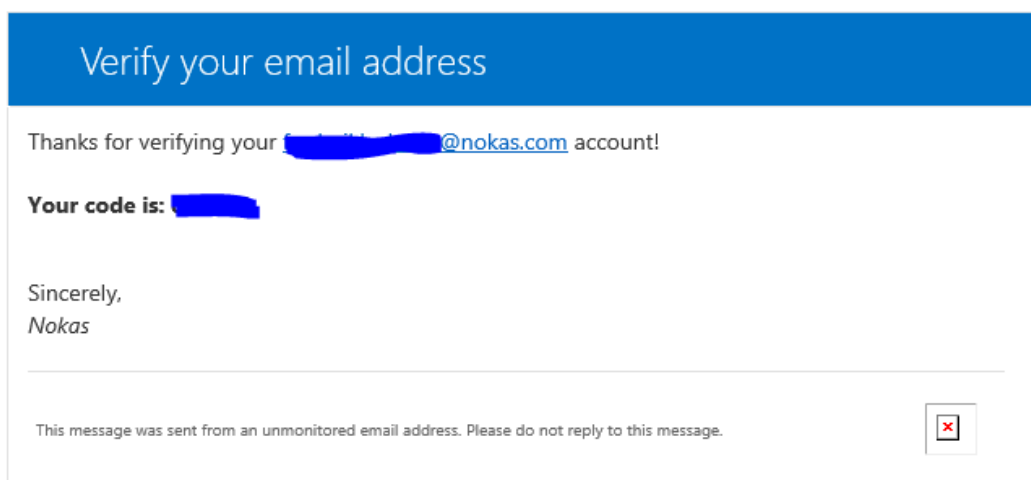 Verify your email address
Thanks for verifying your @nokas.com account!
Your code is:
Sincerely,
Nokas
This message was sent from an unmonitored email address. Please do not reply to this message.